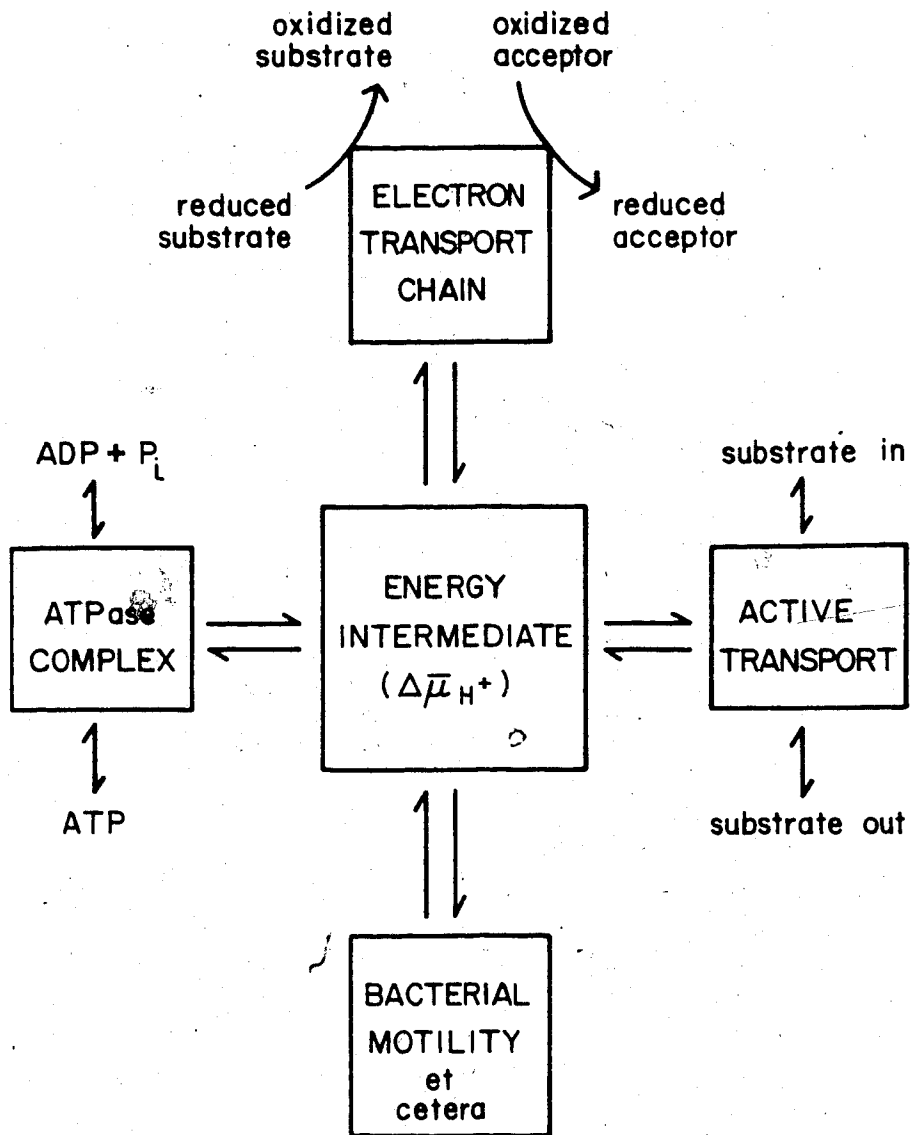 oxidized
substrate
oxidized
acceptor
reduced
substrate
ELECTRON
TRANSPORT
CHAIN
reduced
acceptor
ADP + Pi
ATPase
COMPLEX
ATP
ENERGY
INTERMEDIATE
(Δμ̄H+)
substrate in
ACTIVE
TRANSPORT
substrate out
BACTERIAL
MOTILITY
et
cetera